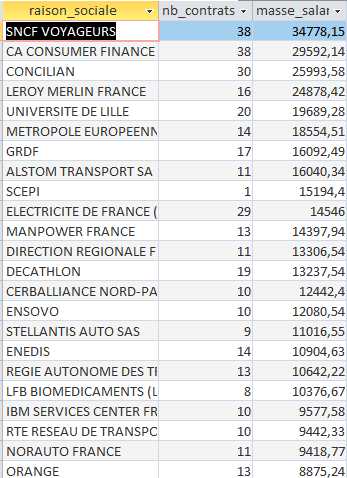 raison_sociale nb_contrats masse_salar
SNCF VOYAGEURS 38 34778,15
CA CONSUMER FINANCE 38 29592,14
CONCILIAN 30 25993,58
LEROY MERLIN FRANCE 16 24878,42
UNIVERSITE DE LILLE 20 19689,28
METROPOLE EUROPEENN 14 18554,51
GRDF 17 16092,49
ALSTOM TRANSPORT SA 11 16040,34
SCEPI 1 15194,4
ELECTRICITE DE FRANCE ( 29 14546
MANPOWER FRANCE 13 14397,94
DIRECTION REGIONALE F 11 13306,54
DECATHLON 19 13237,54
CERBALLIANCE NORD-PA 10 12442,4
ENSOVO 10 12080,54
STELLANTIS AUTO SAS 9 11016,55
ENEDIS 14 10904,63
REGIE AUTONOME DES TI 13 10642,22
LFB BIOMEDICAMENTS (L 8 10376,67
IBM SERVICES CENTER FR 10 9577,58
RTE RESEAU DE TRANSPO 10 9442,33
NORAUTO FRANCE 11 9418,77
ORANGE 13 8875,24